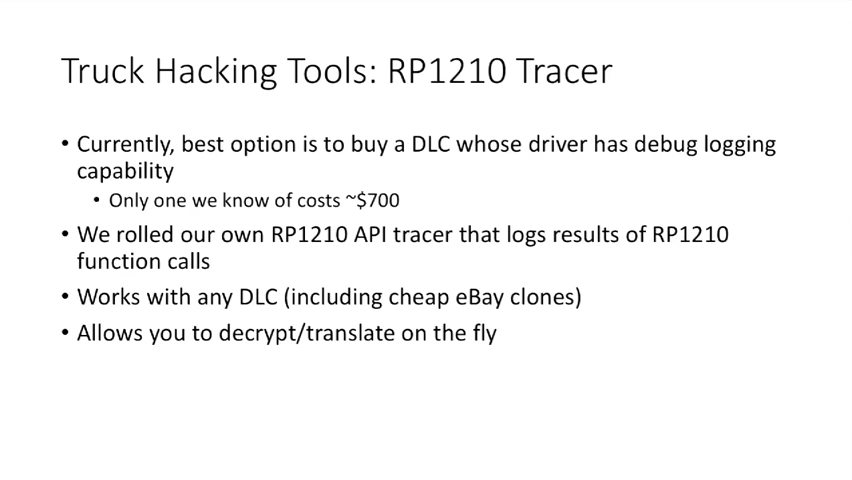 Truck Hacking Tools: RP1210 Tracer
• Currently, best option is to buy a DLC whose driver has debug logging
capability
• Only one we know of costs ~$700
• We rolled our own RP1210 API tracer that logs results of RP1210
function calls
• Works with any DLC (including cheap eBay clones)
• Allows you to decrypt/translate on the fly